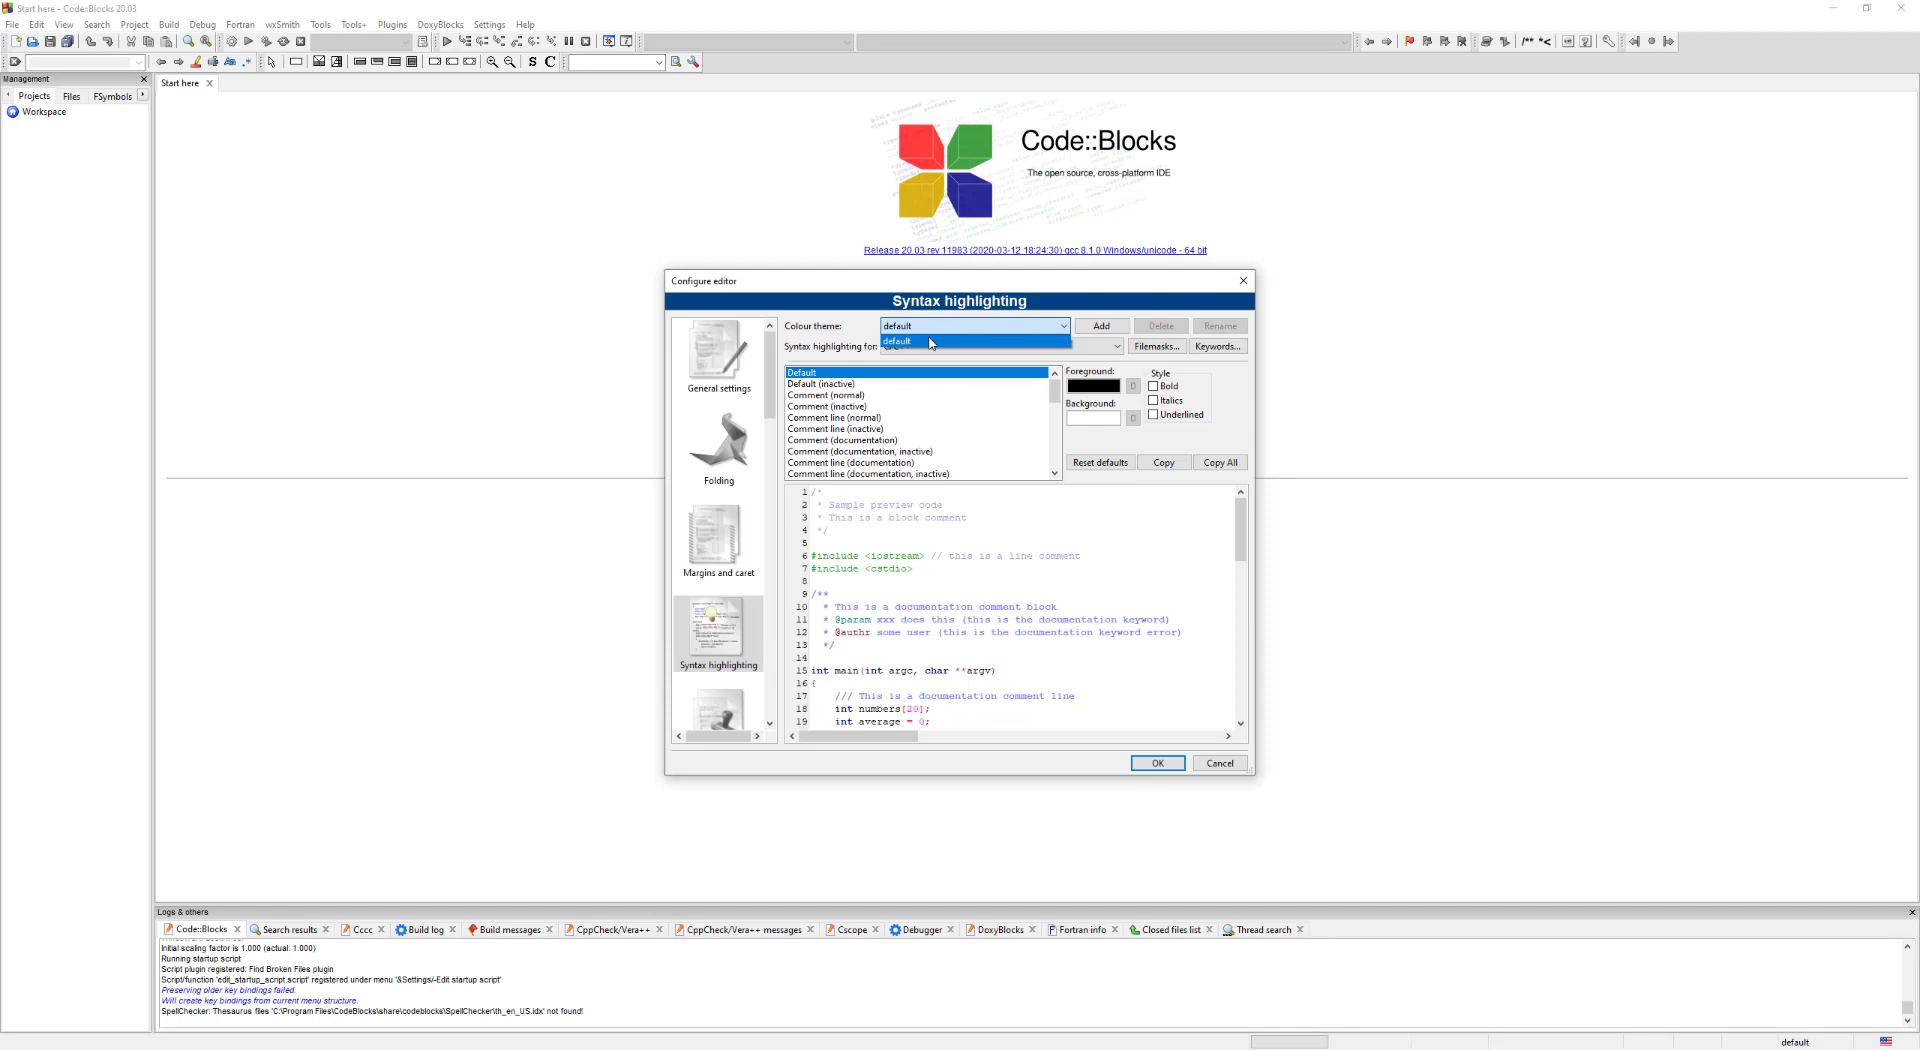 Start here - Code::Blocks 20.03
File Edit View Search Project Build Debug Fortran wxSmith Tools Tools+ Plugins DoxyBlocks Settings Help
Management
Start here
Projects Files FSymbols
Workspace
Code::Blocks
The open source, cross-platform IDE
Release 20.03 rev 11983 (2020-03-12 18:24:30) gcc 8.1.0 Windows/unicode - 64 bit
Configure editor
Syntax highlighting
Colour theme: default Add Delete Rename
default
Syntax highlighting for: Filemasks... Keywords...
General settings
Folding
Margins and caret
Syntax highlighting
Default
Default (inactive)
Comment (normal)
Comment (inactive)
Comment line (normal)
Comment line (inactive)
Comment (documentation)
Comment (documentation, inactive)
Comment line (documentation)
Comment line (documentation, inactive)
Foreground: D
Background: D
Style
Bold
Italics
Underlined
Reset defaults Copy Copy All
1 /*
2 * Sample preview code
3 * This is a block comment
4 */
5
6 #include <iostream> // this is a line comment
7 #include <cstdio>
8
9 /**
10 * This is a documentation comment block
11 * @param xxx does this (this is the documentation keyword)
12 * @authr some user (this is the documentation keyword error)
13 */
14
15 int main(int argc, char **argv)
16 {
17 /// This is a documentation comment line
18 int numbers[20];
19 int average = 0;
OK Cancel
Logs & others
Code::Blocks Search results Cccc Build log Build messages CppCheck/Vera++ CppCheck/Vera++ messages Cscope Debugger DoxyBlocks Fortran info Closed files list Thread search
Initial scaling factor is 1.000 (actual: 1.000)
Running startup script
Script plugin registered: Find Broken Files plugin
Script/function 'edit_startup_script.script' registered under menu '&Settings/-Edit startup script'
Preserving older key bindings failed.
Will create key bindings from current menu structure.
SpellChecker: Thesaurus files 'C:\Program Files\CodeBlocks\share\codeblocks\SpellChecker\th_en_US.idx' not found!
default